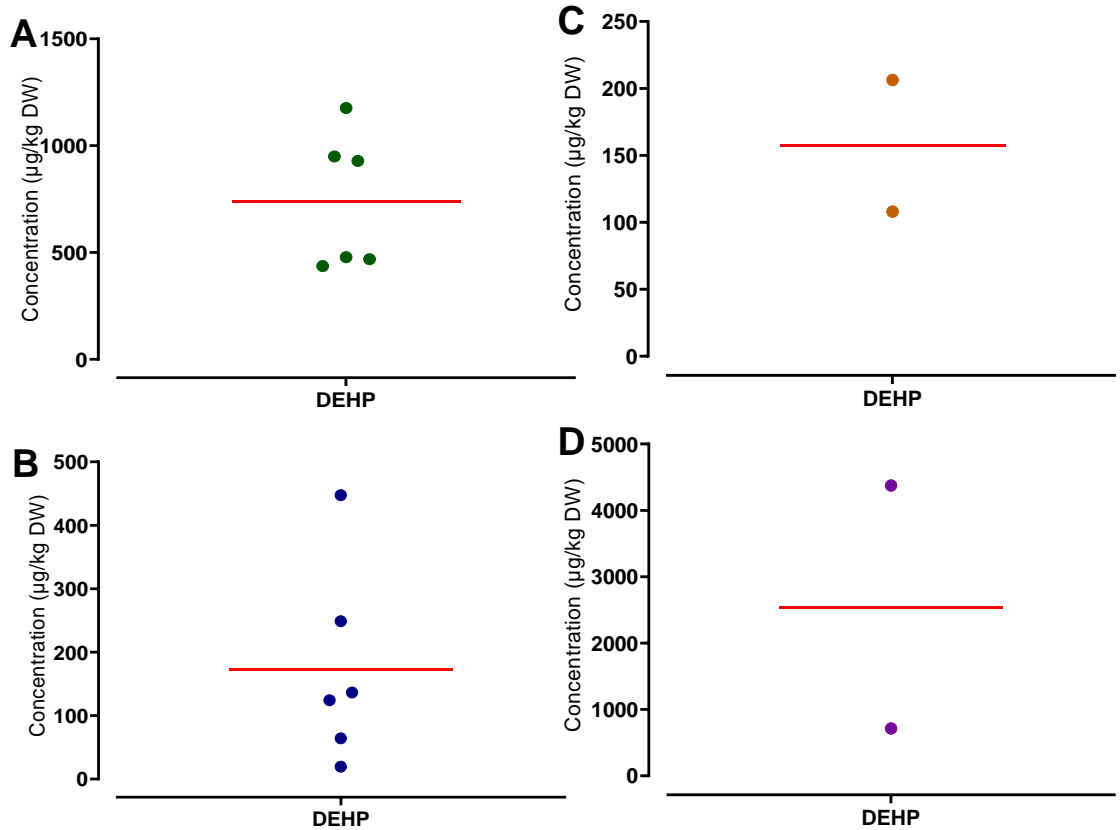 A
Concentration (µg/kg DW)
1500
1000
500
0
DEHP
B
Concentration (µg/kg DW)
500
400
300
200
100
0
DEHP
C
Concentration (µg/kg DW)
250
200
150
100
50
0
DEHP
D
Concentration (µg/kg DW)
5000
4000
3000
2000
1000
0
DEHP